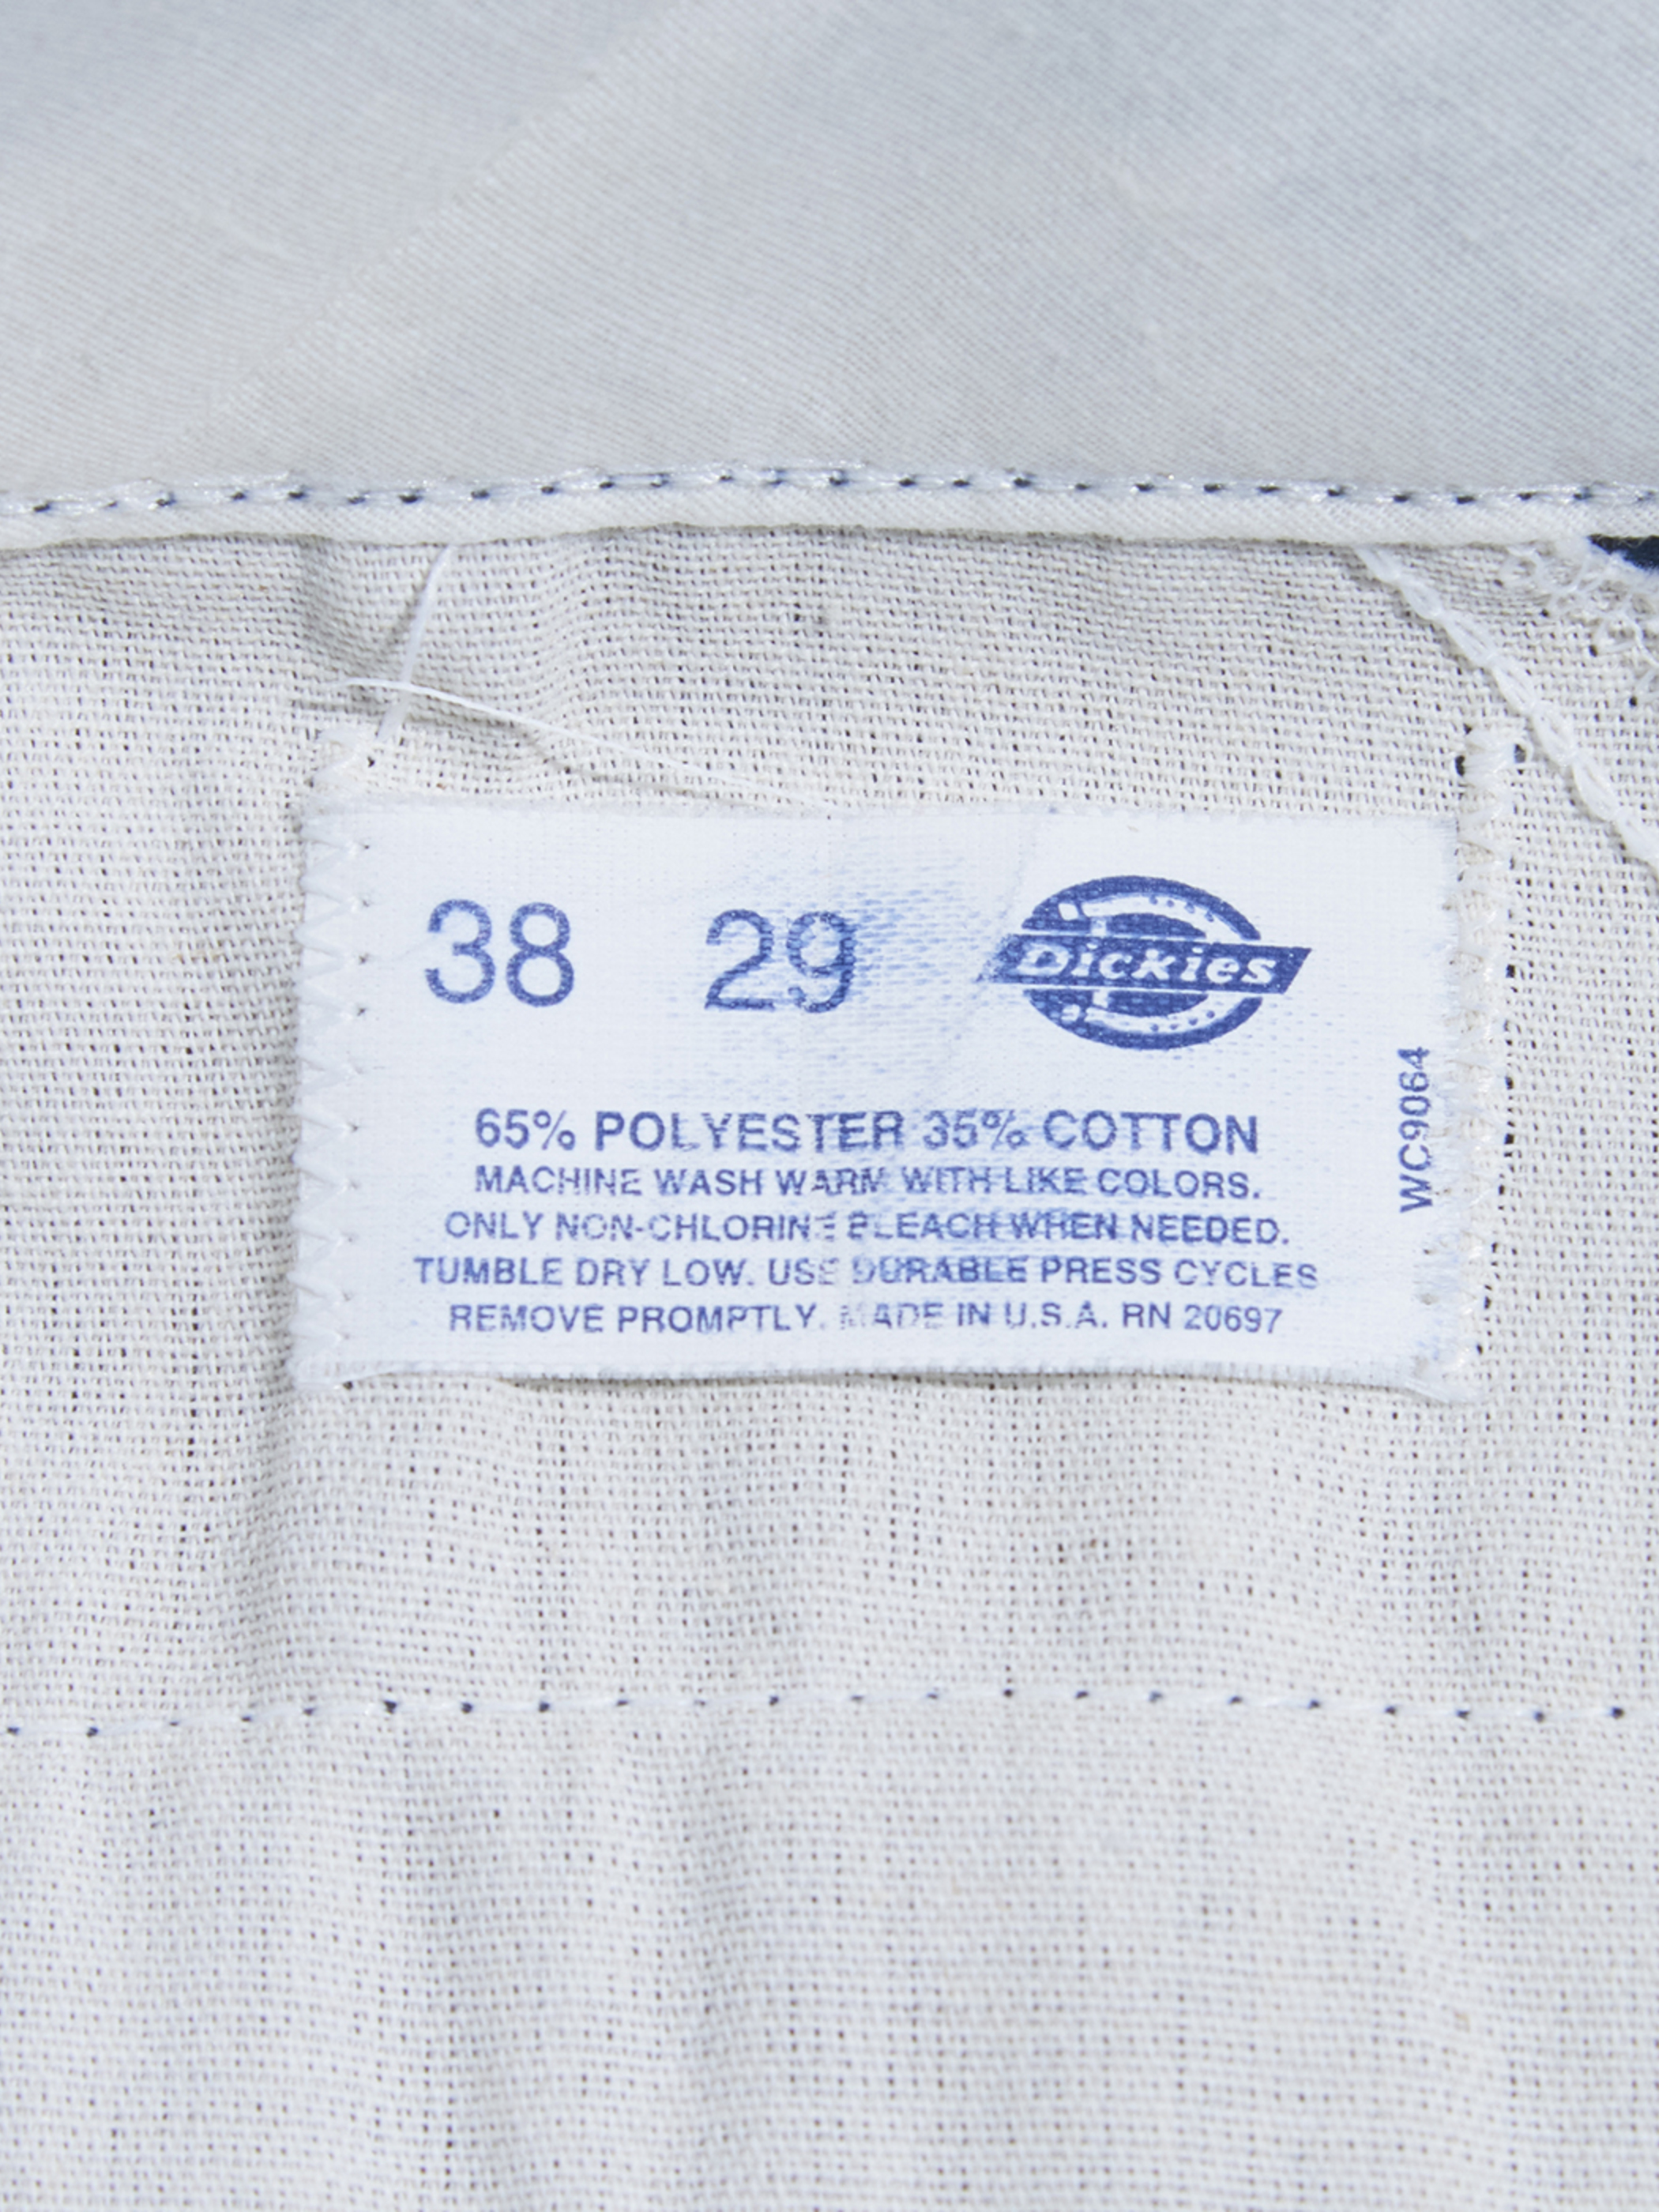 38 29 Dickies
65% POLYESTER 35% COTTON
MACHINE WASH WARM WITH LIKE COLORS.
ONLY NON-CHLORINE BLEACH WHEN NEEDED.
TUMBLE DRY LOW. USE DURABLE PRESS CYCLES
REMOVE PROMPTLY. MADE IN U.S.A. RN 20697
WC9064